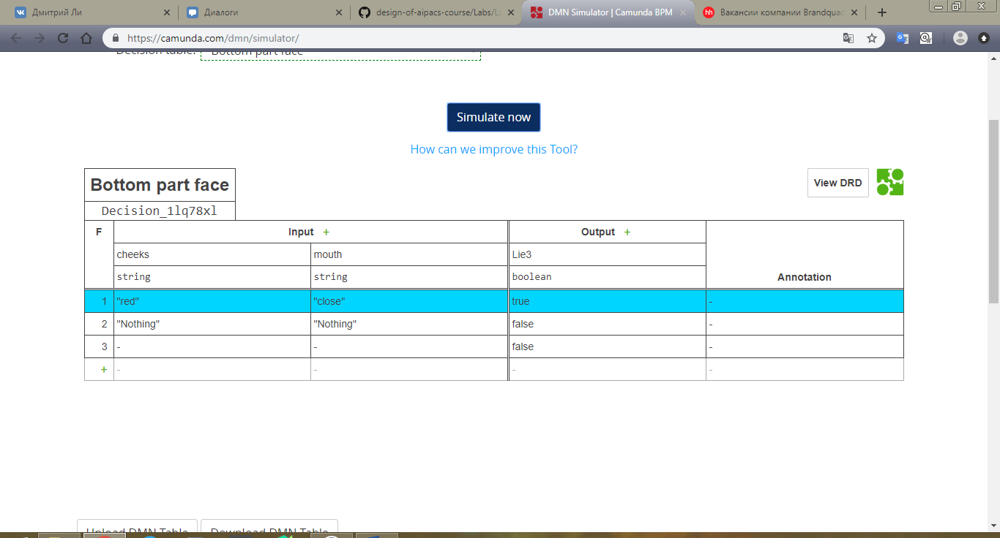 Дмитрий Ли
Диалоги
design-of-aipacs-course/Labs/La
DMN Simulator | Camunda BPM
hh Вакансии компании Brandquad
https://camunda.com/dmn/simulator/
Decision table: Bottom part face
Simulate now
How can we improve this Tool?
Bottom part face
View DRD
Decision_1lq78xl
F Input + Output +
cheeks mouth Lie3
string string boolean Annotation
1 "red" "close" true -
2 "Nothing" "Nothing" false -
3 - - false -
+ - - - -
Upload DMN Table Download DMN Table